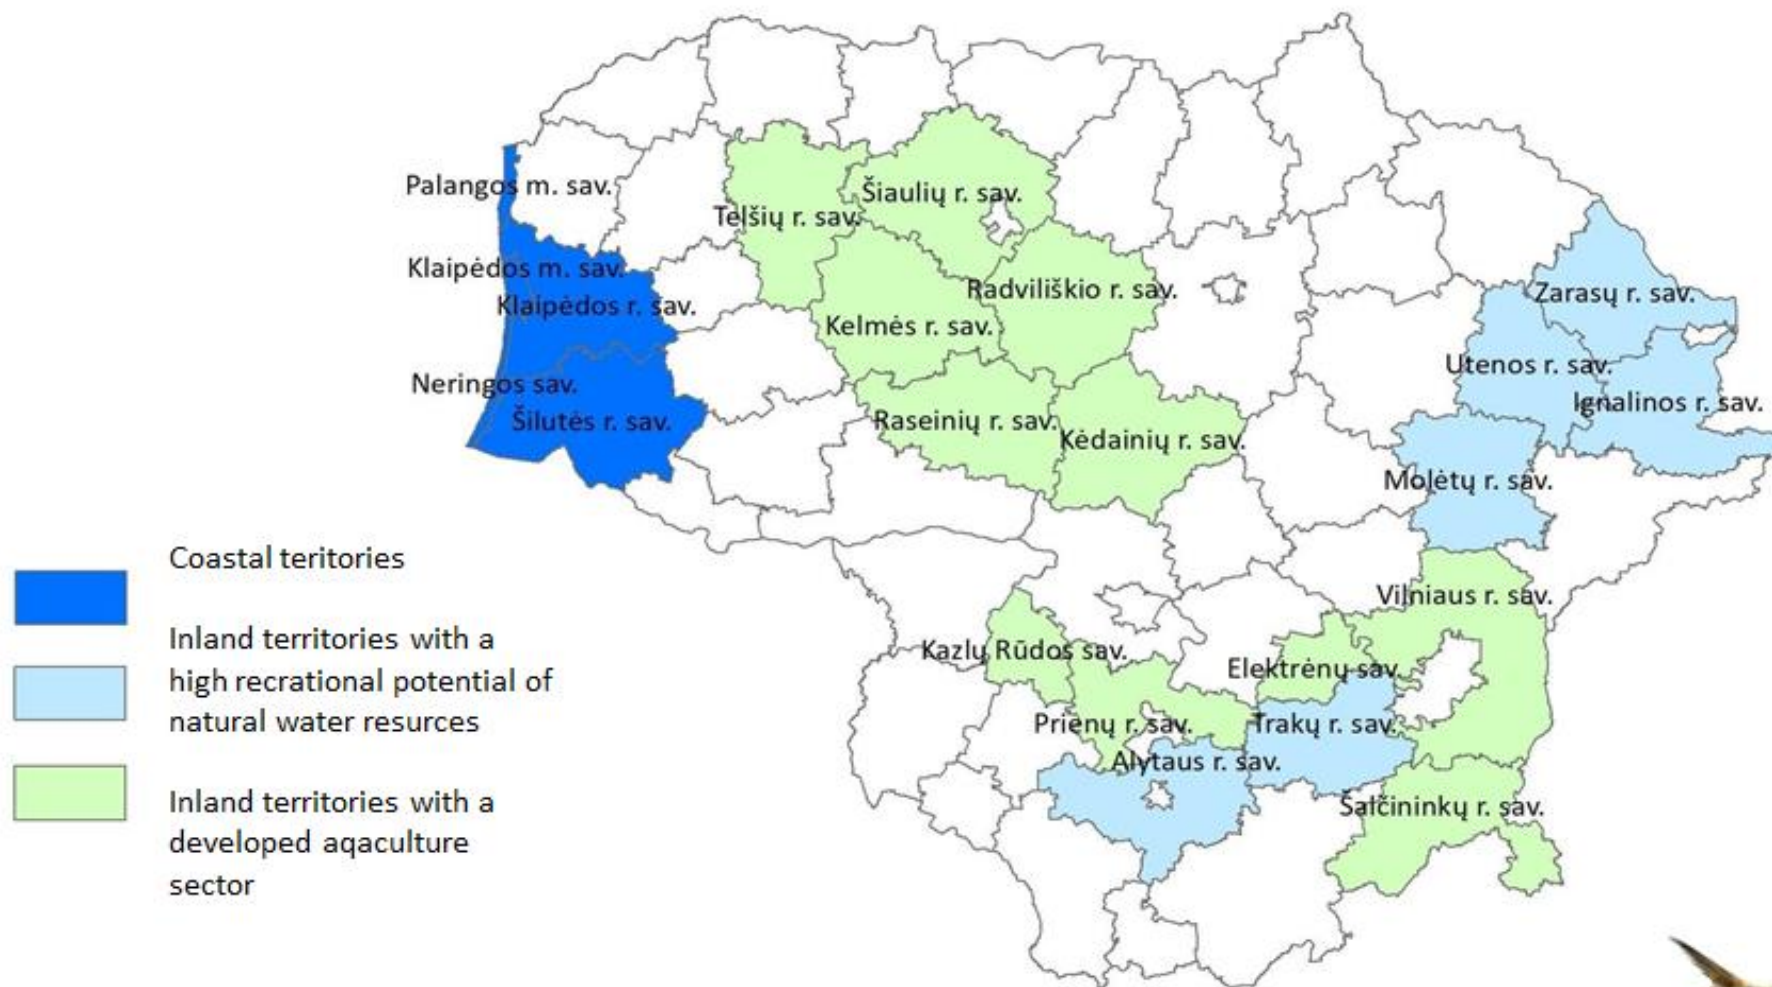 Palangos m. sav.
Šiaulių r. sav.
Telšių r. sav.
Klaipėdos m. sav.
Klaipėdos r. sav.
Radviliškio r. sav.
Zarasų r. sav.
Kelmės r. sav.
Utenos r. sav.
Neringos sav.
Ignalinos r. sav.
Šilutės r. sav.
Raseinių r. sav.
Kėdainių r. sav.
Molėtų r. sav.
Vilniaus r. sav.
Kazlų Rūdos sav.
Elektrėnų sav.
Prienų r. sav.
Trakų r. sav.
Alytaus r. sav.
Šalčininkų r. sav.
Coastal teritories
Inland territories with a
high recrational potential of
natural water resurces
Inland territories with a
developed aqaculture
sector